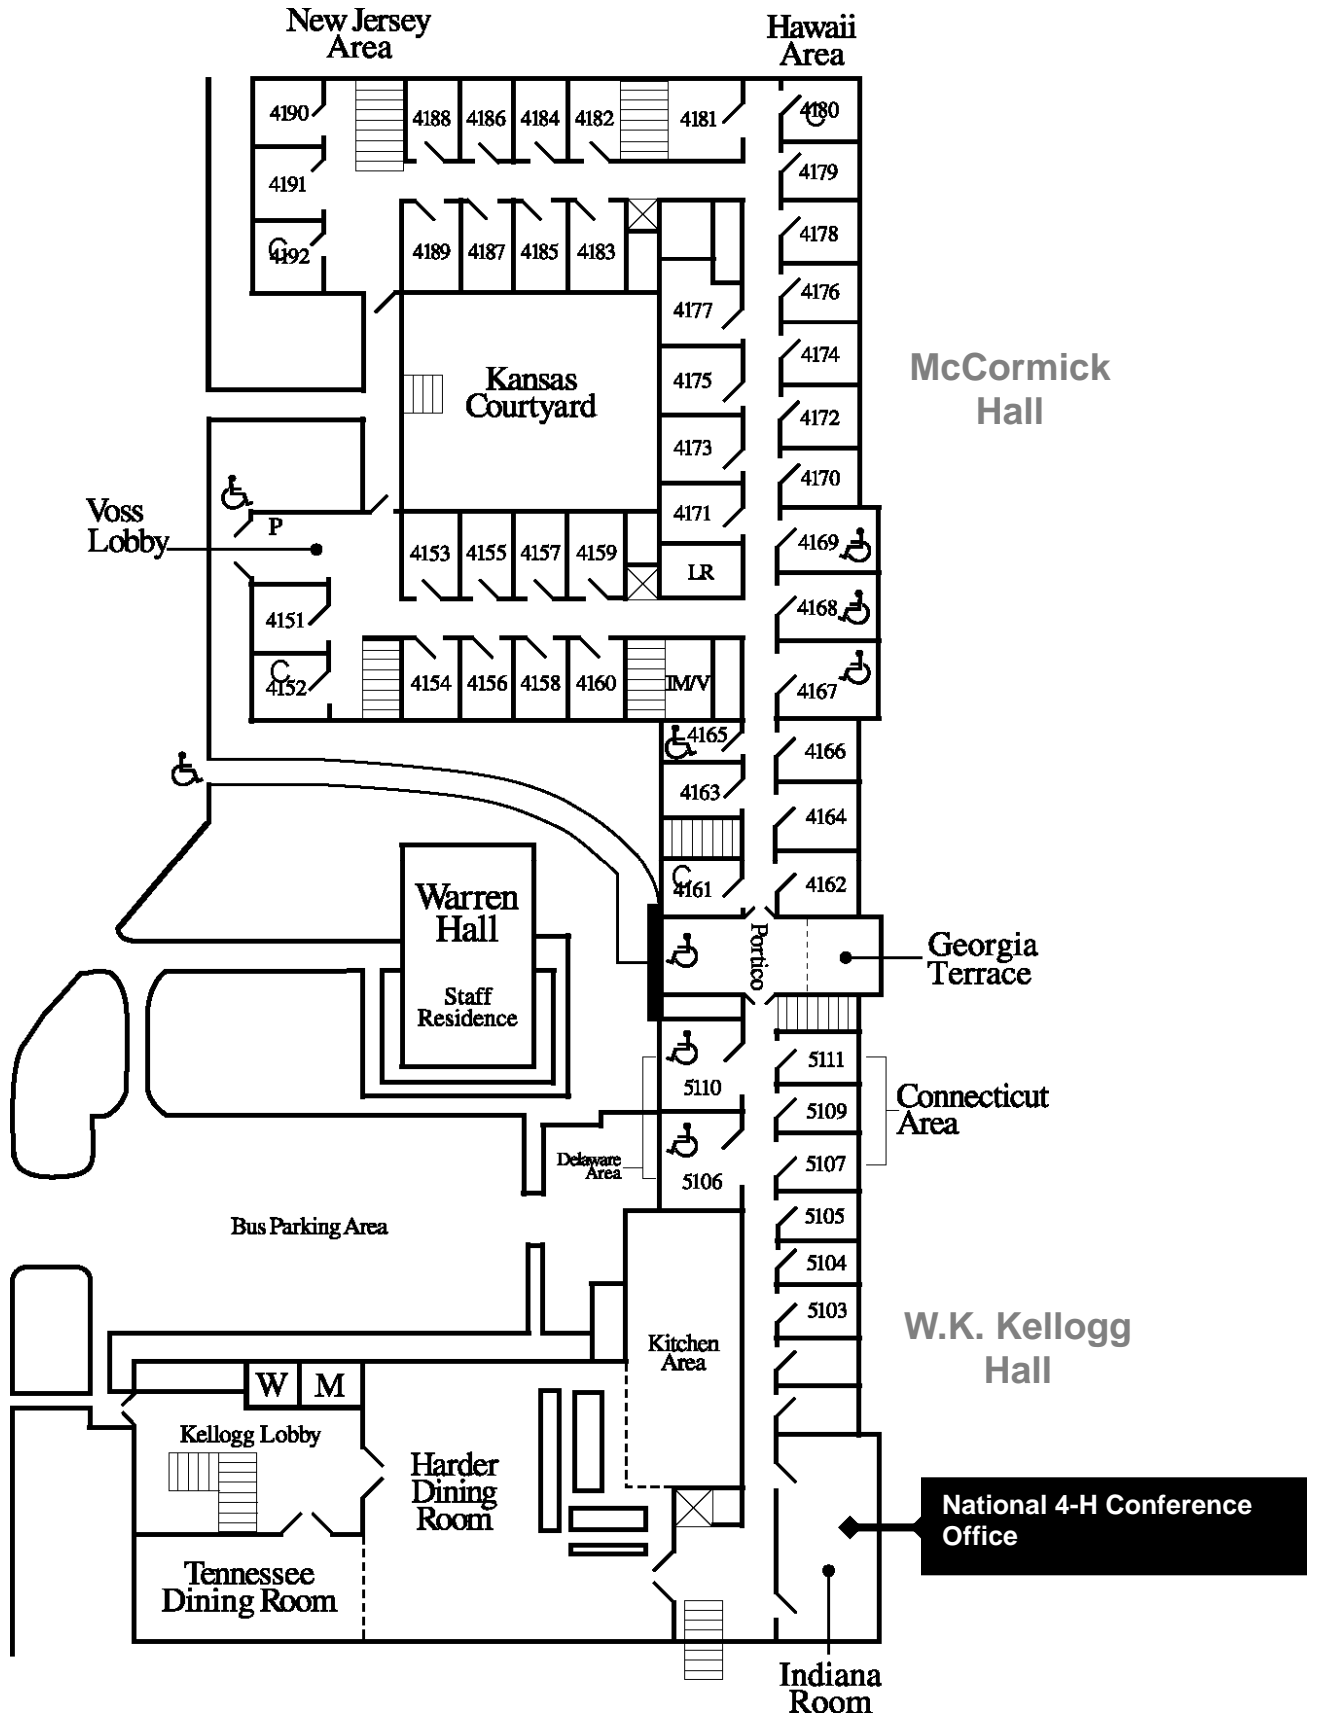 New Jersey
Area
Hawaii
Area
4190
4188
4186
4184
4182
4181
4180
C
4191
4179
C
4192
4189
4187
4185
4183
4178
4177
4176
McCormick
Hall
Kansas
Courtyard
4175
4174
4173
4172
4170
Voss
Lobby
P
4171
4153
4155
4157
4159
LR
4169
4168
4151
C
4152
4154
4156
4158
4160
IM/V
4167
4165
4166
4163
4164
C
4161
4162
Warren
Hall
Staff
Residence
Portico
Georgia
Terrace
5110
5111
Connecticut
Area
5109
Delaware
Area
5106
5107
Bus Parking Area
5105
5104
5103
W.K. Kellogg
Hall
Kitchen
Area
W
M
Kellogg Lobby
Harder
Dining
Room
National 4-H Conference
Office
Tennessee
Dining Room
Indiana
Room